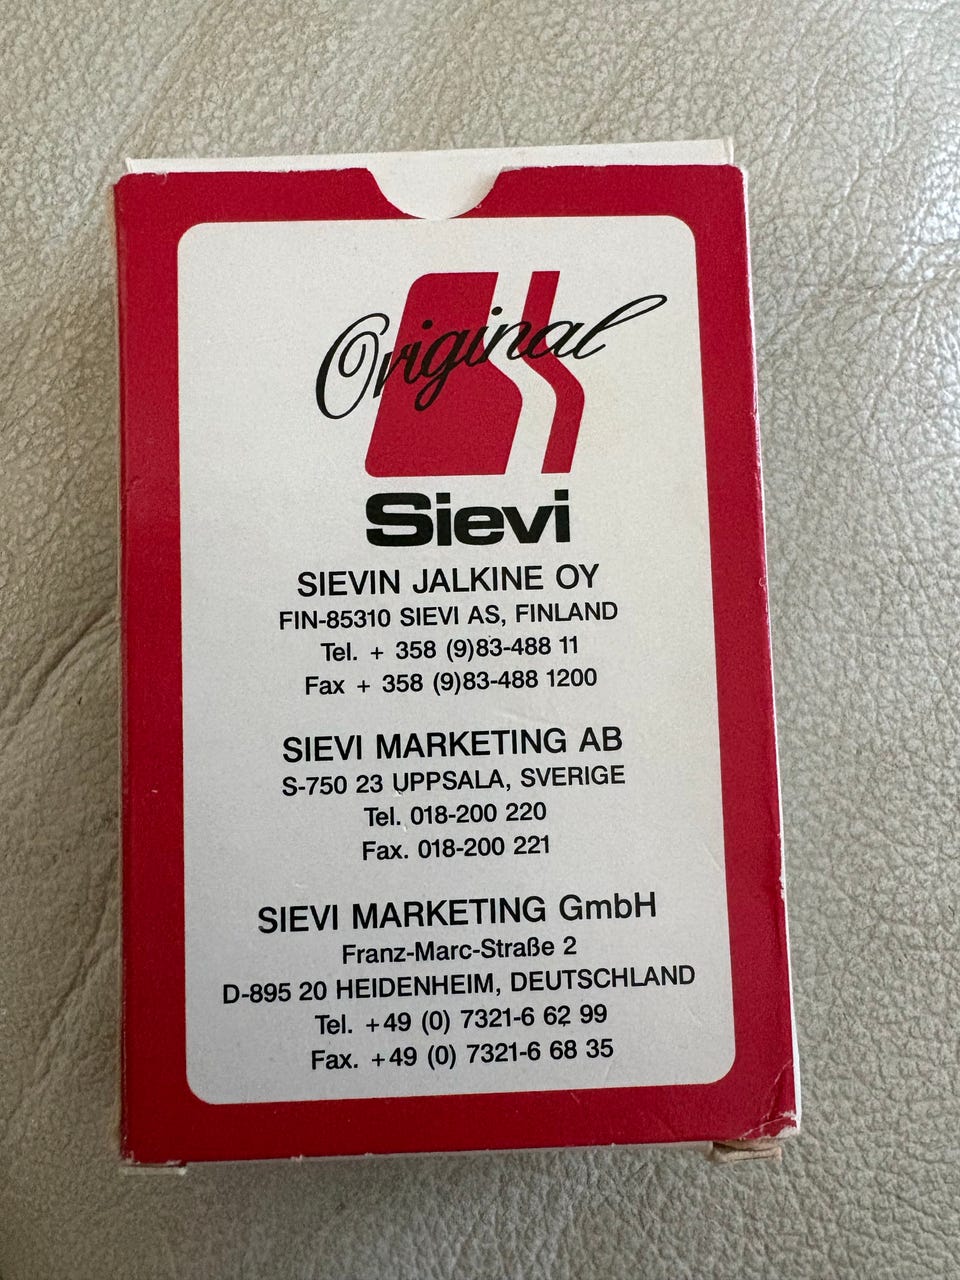 Original
Sievi
SIEVIN JALKINE OY
FIN-85310 SIEVI AS, FINLAND
Tel. + 358 (9)83-488 11
Fax + 358 (9)83-488 1200
SIEVI MARKETING AB
S-750 23 UPPSALA, SVERIGE
Tel. 018-200 220
Fax. 018-200 221
SIEVI MARKETING GmbH
Franz-Marc-Straße 2
D-895 20 HEIDENHEIM, DEUTSCHLAND
Tel. +49 (0) 7321-6 62 99
Fax. +49 (0) 7321-6 68 35